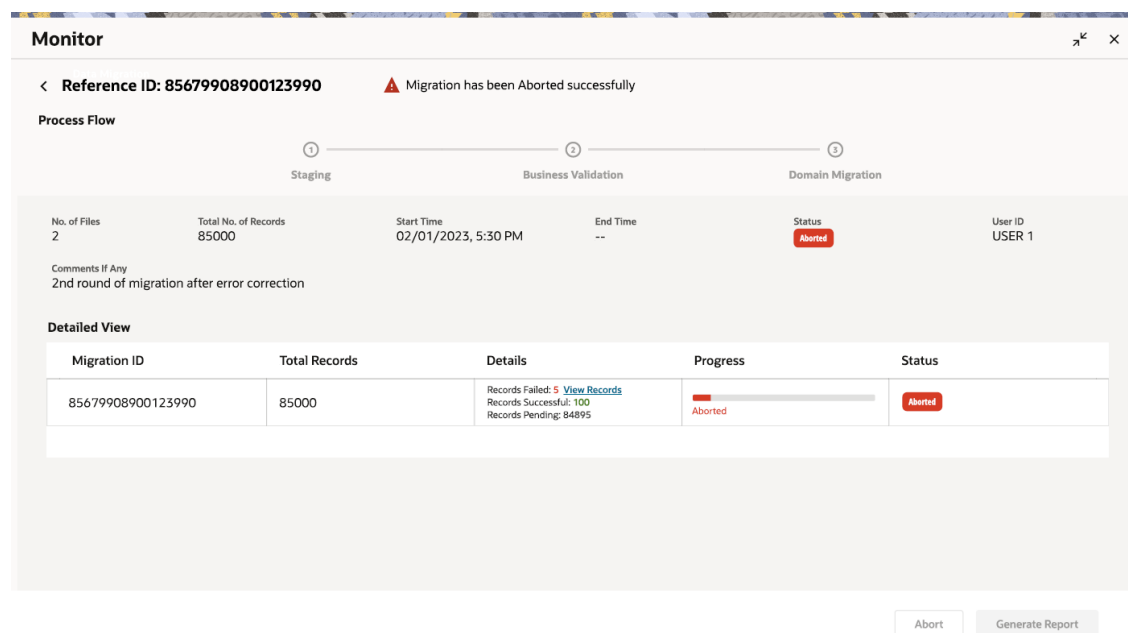 Monitor
Reference ID: 85679908900123990
Migration has been Aborted successfully
Process Flow
1 2 3
Staging Business Validation Domain Migration
No. of Files Total No. of Records Start Time End Time Status User ID
2 85000 02/01/2023, 5:30 PM -- Aborted USER 1
Comments If Any
2nd round of migration after error correction
Detailed View
Migration ID Total Records Details Progress Status
Records Failed: 5 View Records
85679908900123990 85000 Records Successful: 100 Aborted
Records Pending: 84895 Aborted
Abort Generate Report